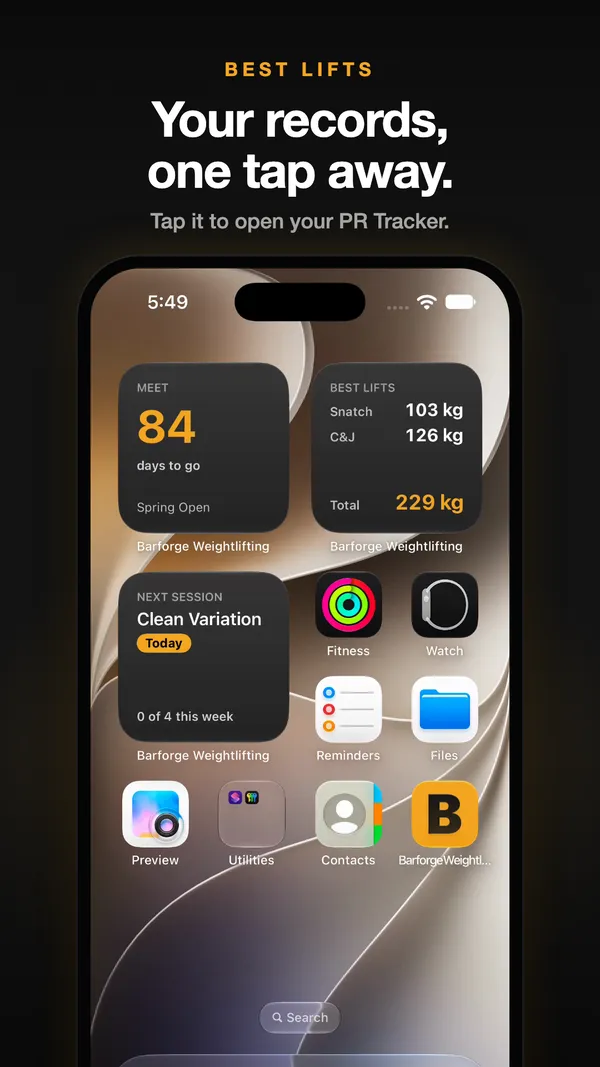 BEST LIFTS
Your records,
one tap away.
Tap it to open your PR Tracker.
5:49
MEET
84
days to go
Spring Open
Barforge Weightlifting
BEST LIFTS
Snatch 103 kg
C&J 126 kg
Total 229 kg
Barforge Weightlifting
NEXT SESSION
Clean Variation
Today
0 of 4 this week
Barforge Weightlifting
Fitness
Watch
Reminders
Files
Preview
Utilities
Contacts
B
BarforgeWeightl...
Search